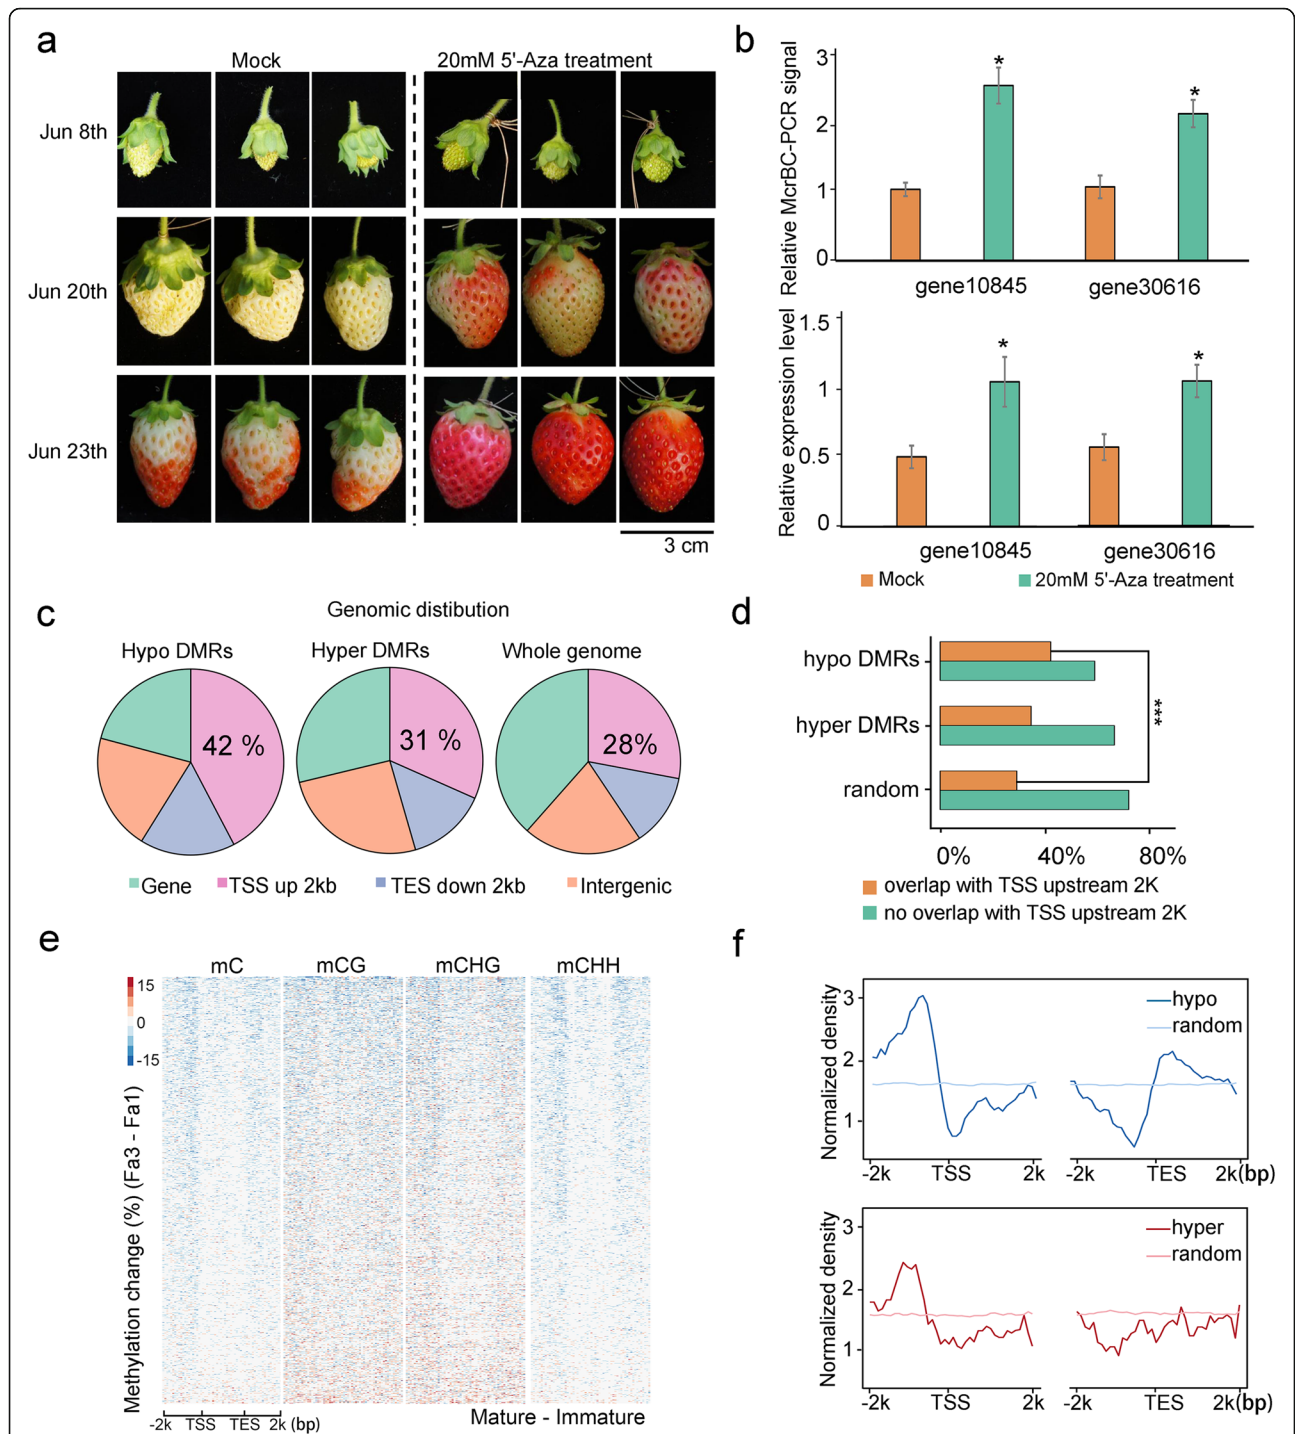 a
Mock
20mM 5'-Aza treatment
Jun 8th
Jun 20th
Jun 23th
3 cm
b
Relative McrBC-PCR signal
3
2
1
0
*
*
gene10845
gene30616
Relative expression level
1.5
1
0.5
0
*
*
gene10845
gene30616
Mock
20mM 5'-Aza treatment
c
Genomic distibution
Hypo DMRs
Hyper DMRs
Whole genome
42 %
31 %
28%
Gene
TSS up 2kb
TES down 2kb
Intergenic
d
hypo DMRs
hyper DMRs
random
***
0%
40%
80%
overlap with TSS upstream 2K
no overlap with TSS upstream 2K
e
mC
mCG
mCHG
mCHH
15
0
-15
Methylation change (%) (Fa3 - Fa1)
-2k TSS TES 2k (bp)
Mature - Immature
f
Normalized density
3
2
1
hypo
random
-2k TSS 2k
-2k TES 2k(bp)
Normalized density
3
2
1
hyper
random
-2k TSS 2k
-2k TES 2k(bp)